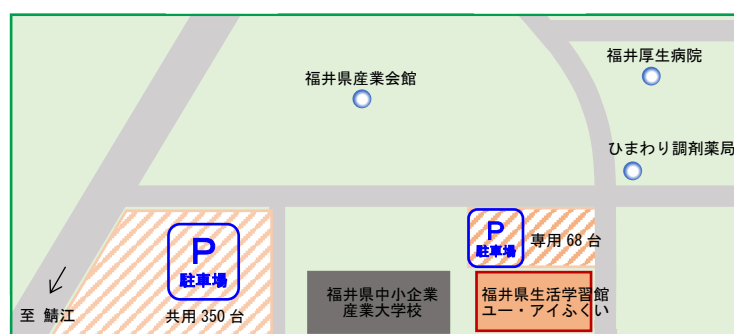 福井厚生病院
福井県産業会館
ひまわり調剤薬局
P
駐車場
専用 68 台
P
駐車場
福井県中小企業
産業大学校
福井県生活学習館
ユー・アイふくい
至 鯖江
共用 350 台